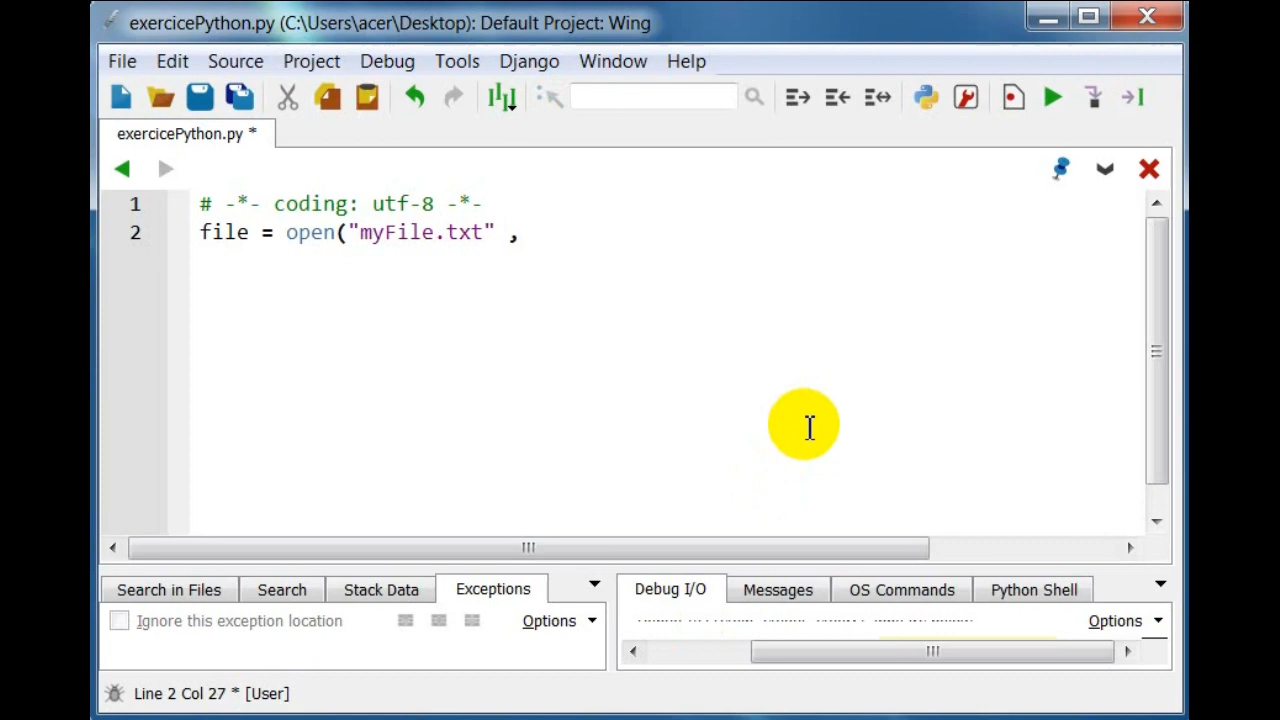 exercicePython.py (C:\Users\acer\Desktop): Default Project: Wing
File Edit Source Project Debug Tools Django Window Help
exercicePython.py *
1 # -*- coding: utf-8 -*-
2 file = open("myFile.txt" ,
Search in Files Search Stack Data Exceptions
Debug I/O Messages OS Commands Python Shell
Ignore this exception location Options
Options
Line 2 Col 27 * [User]